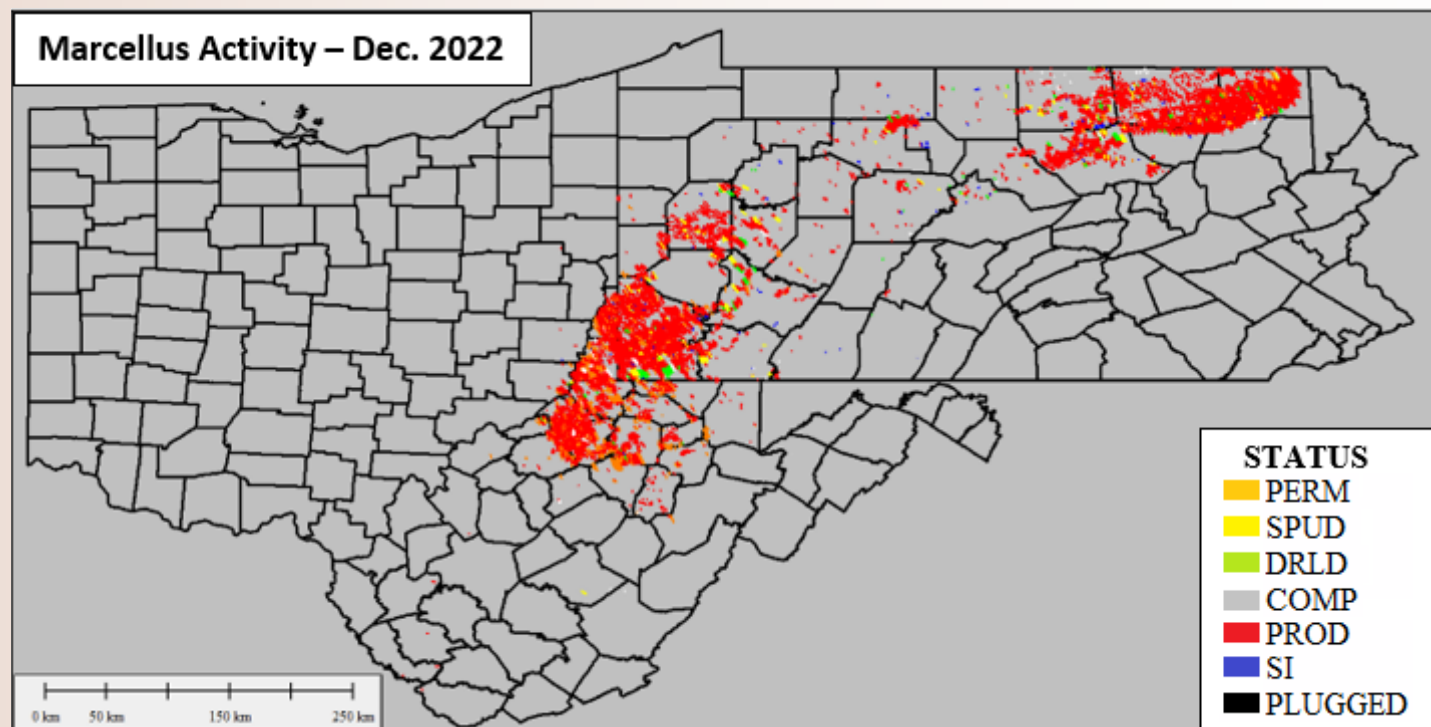 Marcellus Activity – Dec. 2022
STATUS
PERM
SPUD
DRLD
COMP
PROD
SI
PLUGGED
0 km 50 km 150 km 250 km